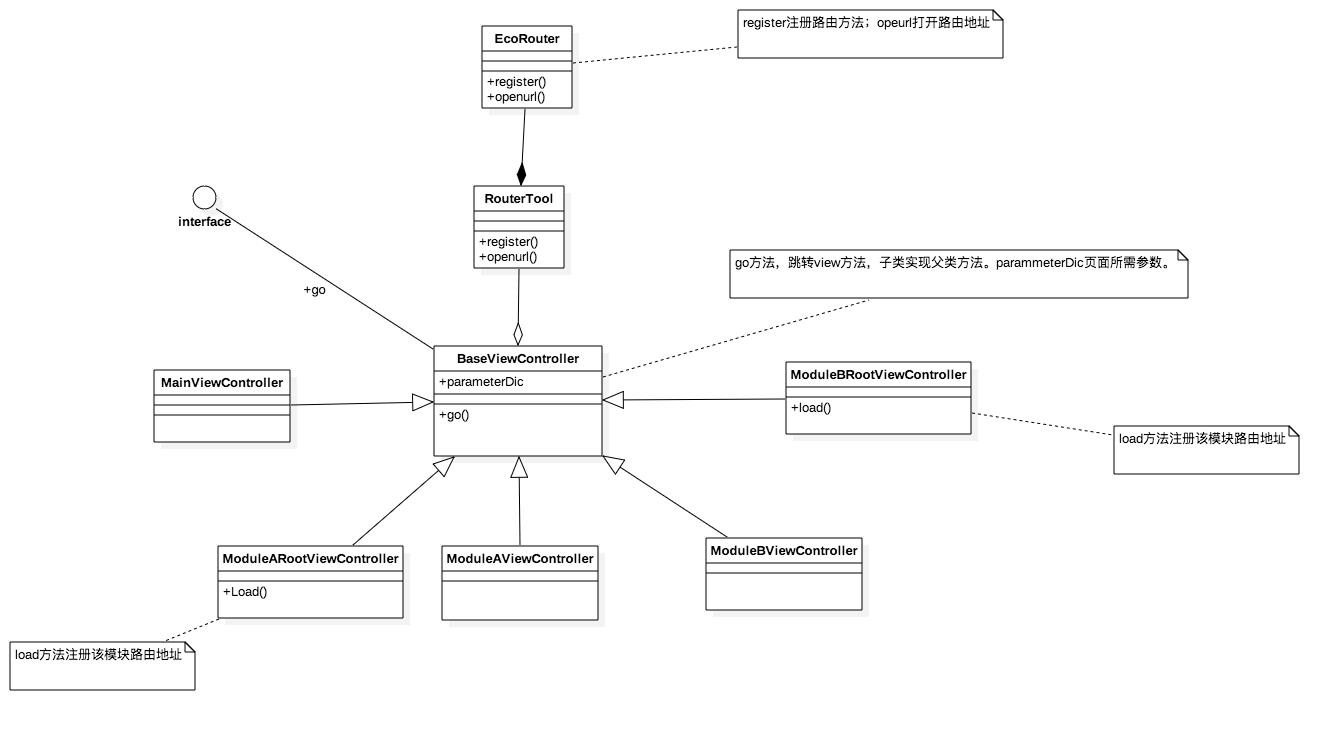 register注册路由方法；opeurl打开路由地址
EcoRouter
+register()
+openurl()
RouterTool
+register()
+openurl()
interface
+go
go方法，跳转view方法，子类实现父类方法。parammeterDic页面所需参数。
BaseViewController
+parameterDic
+go()
MainViewController
ModuleBRootViewController
+load()
load方法注册该模块路由地址
ModuleARootViewController
+Load()
ModuleAViewController
ModuleBViewController
load方法注册该模块路由地址